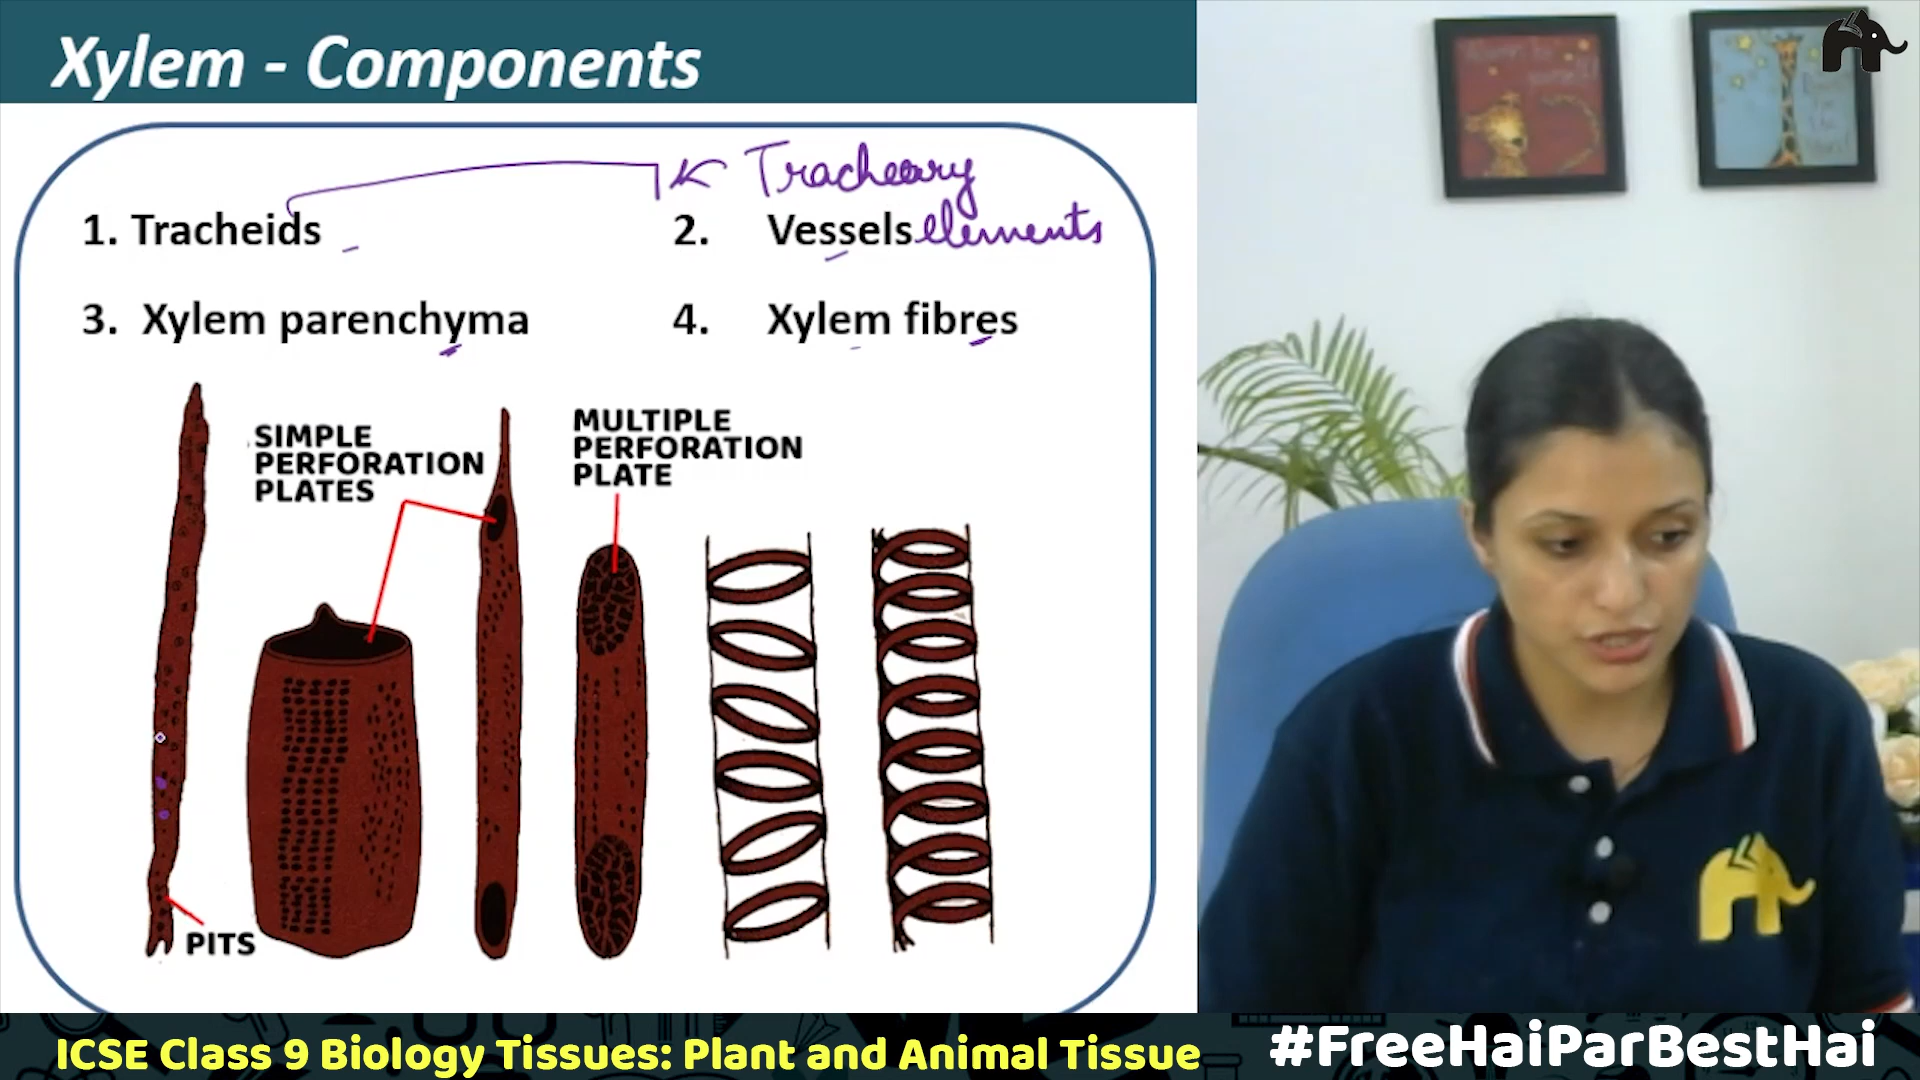 Xylem - Components
Tracheary
1. Tracheids
2. Vessels elements
3. Xylem parenchyma
4. Xylem fibres
SIMPLE
PERFORATION
PLATES
MULTIPLE
PERFORATION
PLATE
PITS
ICSE Class 9 Biology Tissues: Plant and Animal Tissue
#FreeHaiParBestHai